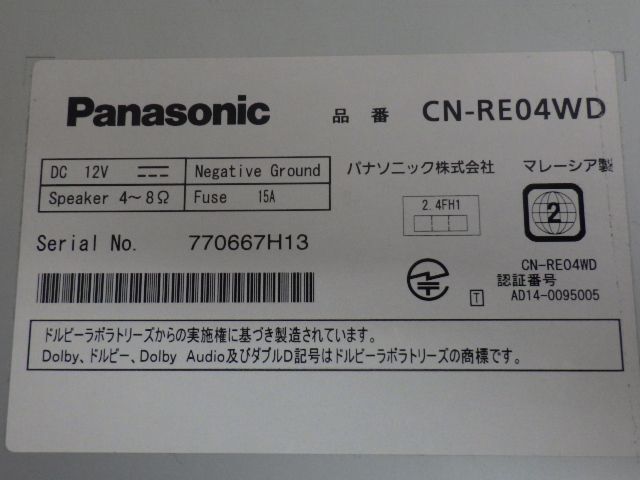 Panasonic 品番 CN-RE04WD
DC 12V Negative Ground
Speaker 4～8Ω Fuse 15A
パナソニック株式会社 マレーシア製
2.4FH1
2
Serial No. 770667H13
CN-RE04WD
認証番号
T AD14-0095005
ドルビーラボラトリーズからの実施権に基づき製造されています。
Dolby、ドルビー、Dolby Audio及びダブルD記号はドルビーラボラトリーズの商標です。